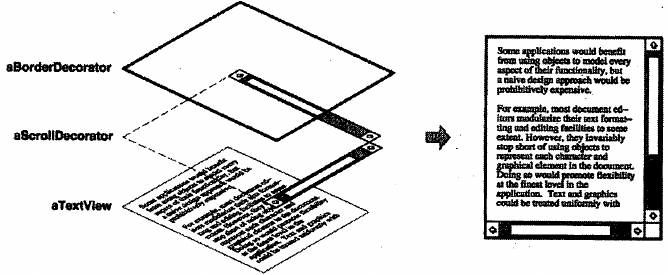 aBorderDecorator
aScrollDecorator
aTextView
Some applications would benefit
from using objects to model every
aspect of their functionality, but
a naive design approach would be
prohibitively expensive.
For example, most document ed-
itors modularize their text format-
ting and editing facilities to some
extent. However, they invariably
stop short of using objects to
represent each character and
graphical element in the document.
Doing so would promote flexibility
at the finest level in the
application. Text and graphics
could be treated uniformly with